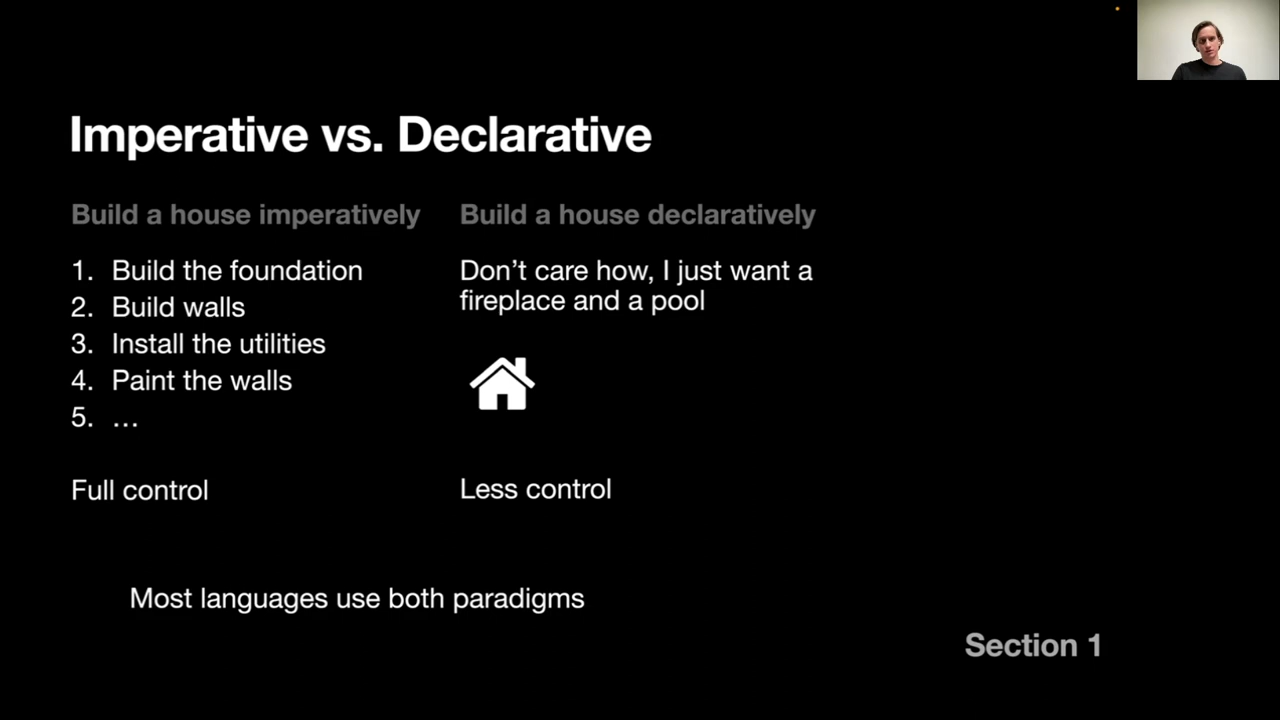 Imperative vs. Declarative
Build a house imperatively
1. Build the foundation
2. Build walls
3. Install the utilities
4. Paint the walls
5. …
Full control
Build a house declaratively
Don’t care how, I just want a
fireplace and a pool
Less control
Most languages use both paradigms
Section 1